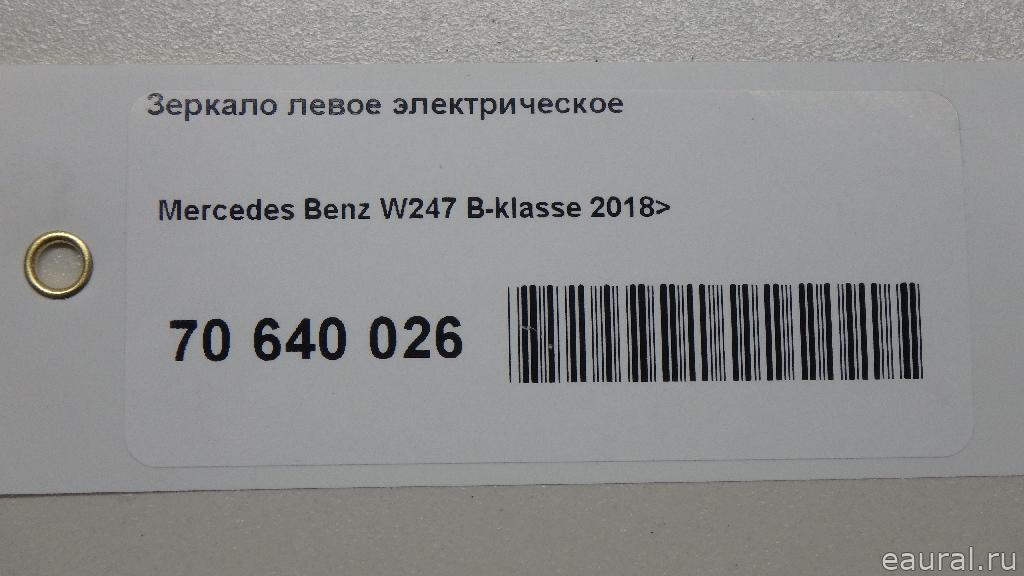 Зеркало левое электрическое
Mercedes Benz W247 B-klasse 2018>
70 640 026
eaural.ru